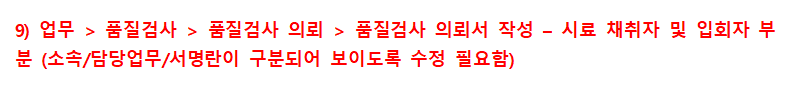 9) 업무 > 품질검사 > 품질검사 의뢰 > 품질검사 의뢰서 작성 – 시료 채취자 및 입회자 부
분 (소속/담당업무/서명란이 구분되어 보이도록 수정 필요함)